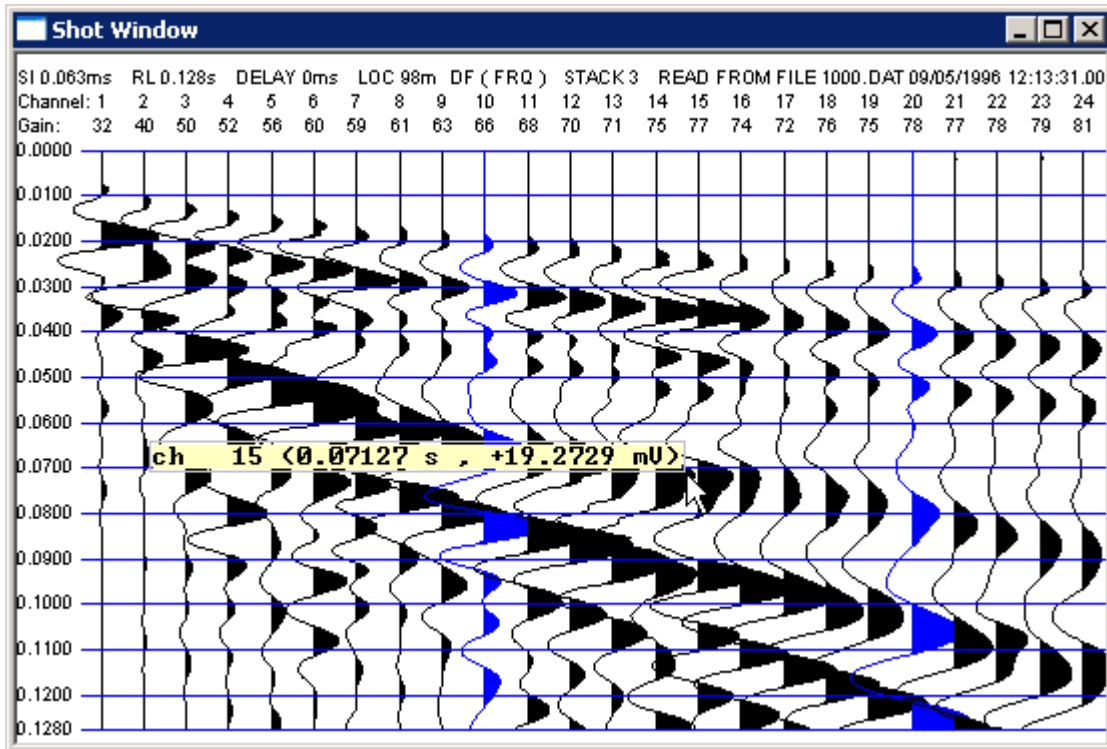 Shot Window
SI 0.063ms RL 0.128s DELAY 0ms LOC 98m DF ( FRQ ) STACK 3 READ FROM FILE 1000.DAT 09/05/1996 12:13:31.00
Channel: 1 2 3 4 5 6 7 8 9 10 11 12 13 14 15 16 17 18 19 20 21 22 23 24
Gain: 32 40 50 52 56 60 59 61 63 66 68 70 71 75 77 74 72 76 75 78 77 78 79 81
0.0000
0.0100
0.0200
0.0300
0.0400
0.0500
0.0600
ch 15 (0.07127 s , +19.2729 mV)
0.0700
0.0800
0.0900
0.1000
0.1100
0.1200
0.1280